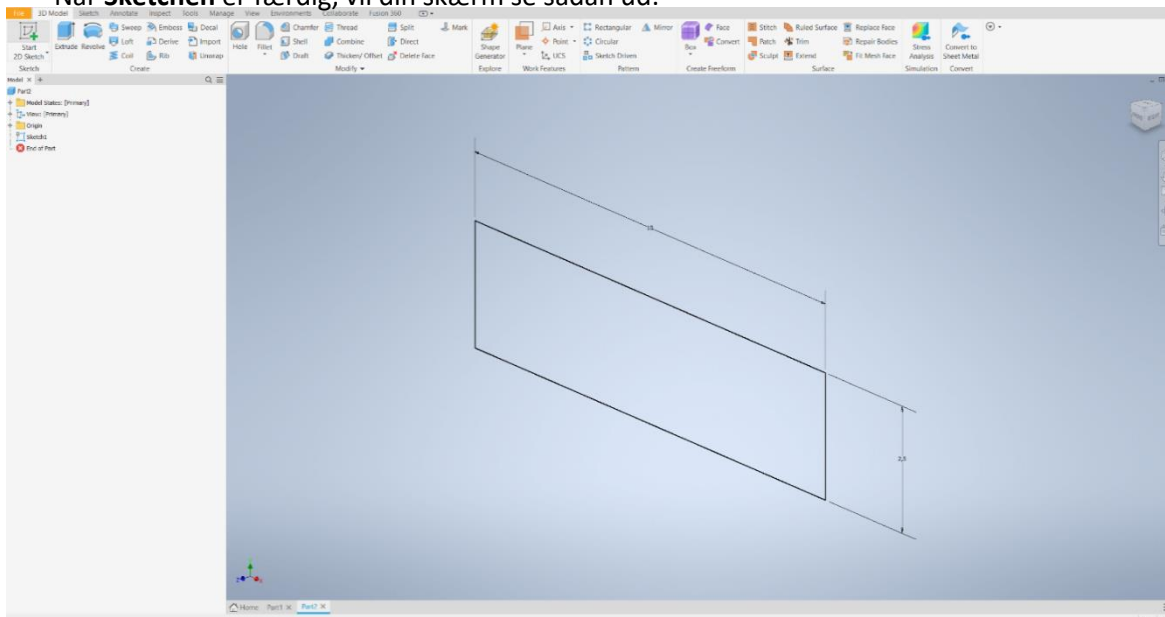 Når Sketchen er færdig, vil din skærm se sådan ud:
File 3D Model Sketch Annotate Inspect Tools Manage View Environments Collaborate Fusion 360
Start 2D Sketch
Sketch
Extrude Revolve
Sweep Emboss Decal
Loft Derive Import
Coil Rib Unwrap
Create
Hole Fillet
Chamfer Thread Split Mark
Shell Combine Direct
Draft Thicken/ Offset Delete Face
Modify
Shape Generator
Explore
Plane
Axis
Point
UCS
Work Features
Rectangular Mirror
Circular
Sketch Driven
Pattern
Box
Face
Convert
Create Freeform
Stitch Ruled Surface Replace Face
Patch Trim Repair Bodies
Sculpt Extend Fit Mesh Face
Surface
Stress Analysis
Simulation
Convert to Sheet Metal
Convert
Model
Part2
Model States: [Primary]
View: [Primary]
Origin
Sketch1
End of Part
10
Home Part1 Part2